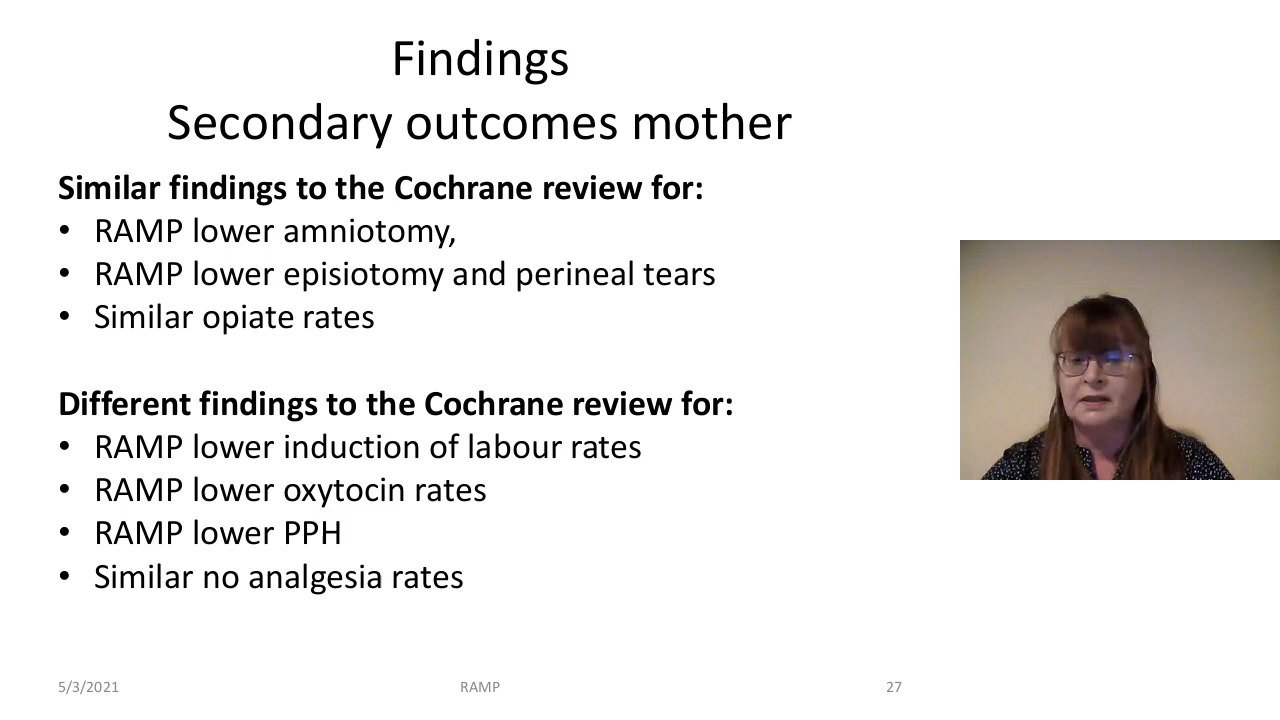 Findings
Secondary outcomes mother
Similar findings to the Cochrane review for:
• RAMP lower amniotomy,
• RAMP lower episiotomy and perineal tears
• Similar opiate rates
Different findings to the Cochrane review for:
• RAMP lower induction of labour rates
• RAMP lower oxytocin rates
• RAMP lower PPH
• Similar no analgesia rates
5/3/2021 RAMP 27